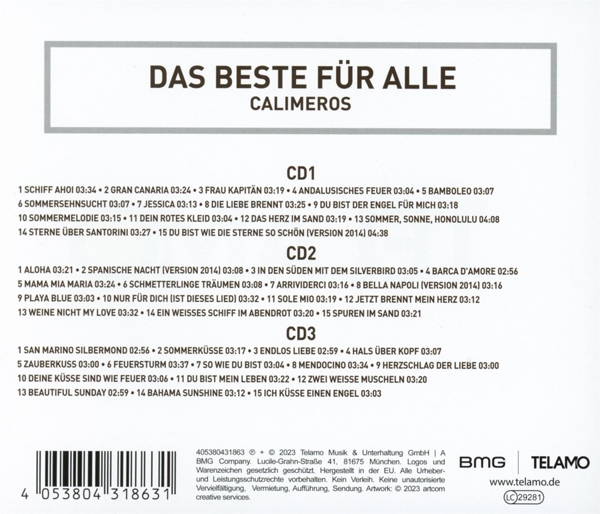 DAS BESTE FÜR ALLE
CALIMEROS
CD1
1 SCHIFF AHOI 03:34 • 2 GRAN CANARIA 03:24 • 3 FRAU KAPITÄN 03:19 • 4 ANDALUSISCHES FEUER 03:04 • 5 BAMBOLEO 03:07
6 SOMMERSEHNSUCHT 03:07 • 7 JESSICA 03:13 • 8 DIE LIEBE BRENNT 03:25 • 9 DU BIST DER ENGEL FÜR MICH 03:18
10 SOMMERMELODIE 03:15 • 11 DEIN ROTES KLEID 03:04 • 12 DAS HERZ IM SAND 03:19 • 13 SOMMER, SONNE, HONOLULU 04:08
14 STERNE ÜBER SANTORINI 03:27 • 15 DU BIST WIE DIE STERNE SO SCHÖN (VERSION 2014) 04:38
CD2
1 ALOHA 03:21 • 2 SPANISCHE NACHT (VERSION 2014) 03:08 • 3 IN DEN SÜDEN MIT DEM SILVERBIRD 03:05 • 4 BARCA D'AMORE 02:56
5 MAMA MIA MARIA 03:24 • 6 SCHMETTERLINGE TRÄUMEN 03:08 • 7 ARRIVIDERCI 03:16 • 8 BELLA NAPOLI (VERSION 2014) 03:16
9 PLAYA BLUE 03:03 • 10 NUR FÜR DICH (IST DIESES LIED) 03:32 • 11 SOLE MIO 03:19 • 12 JETZT BRENNT MEIN HERZ 03:12
13 WEINE NICHT MY LOVE 03:32 • 14 EIN WEISSES SCHIFF IM ABENDROT 03:20 • 15 SPUREN IM SAND 03:21
CD3
1 SAN MARINO SILBERMOND 02:56 • 2 SOMMERKÜSSE 03:17 • 3 ENDLOS LIEBE 02:59 • 4 HALS ÜBER KOPF 03:07
5 ZAUBERKUSS 03:00 • 6 FEUERSTURM 03:37 • 7 SO WIE DU BIST 03:04 • 8 MENDOCINO 03:34 • 9 HERZSCHLAG DER LIEBE 03:00
10 DEINE KÜSSE SIND WIE FEUER 03:06 • 11 DU BIST MEIN LEBEN 03:22 • 12 ZWEI WEISSE MUSCHELN 03:20
13 BEAUTIFUL SUNDAY 02:59 • 14 BAHAMA SUNSHINE 03:12 • 15 ICH KÜSSE EINEN ENGEL 03:03
4 053804 318631
405380431863 ℗ + © 2023 Telamo Musik & Unterhaltung GmbH | A
BMG Company. Lucile-Grahn-Straße 41, 81675 München. Logos und
Warenzeichen gesetzlich geschützt. Hergestellt in der EU. Alle Urheber-
und Leistungsschutzrechte vorbehalten. Kein Verleih. Keine unautorisierte
Vervielfältigung, Vermietung, Aufführung, Sendung. Artwork: © 2023 artcom
creative services.
BMG TELAMO
www.telamo.de
LC 29281